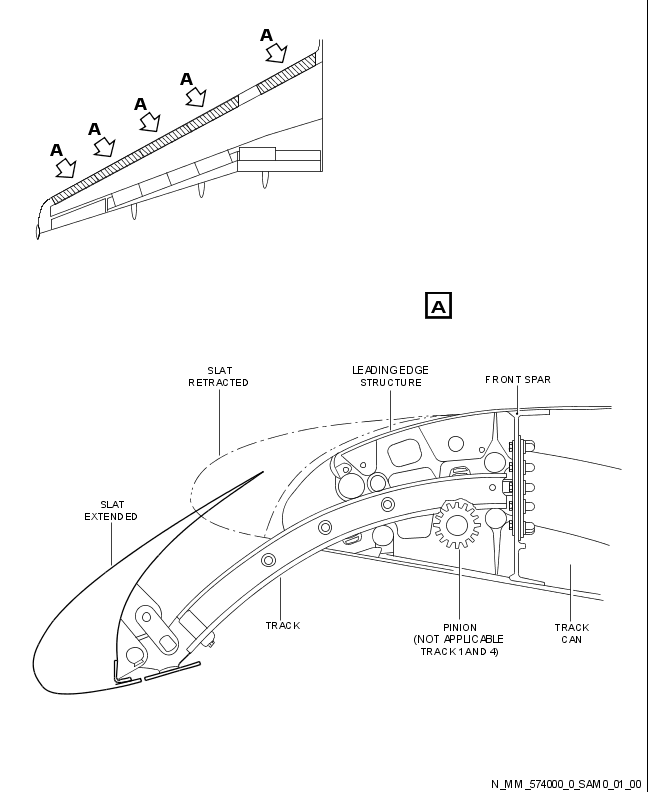 A
A
A
A
A
A
SLAT
RETRACTED
LEADING EDGE
STRUCTURE
FRONT SPAR
SLAT
EXTENDED
TRACK
PINION
(NOT APPLICABLE
TRACK 1 AND 4)
TRACK
CAN
N_MM_574000_0_SAM0_01_00